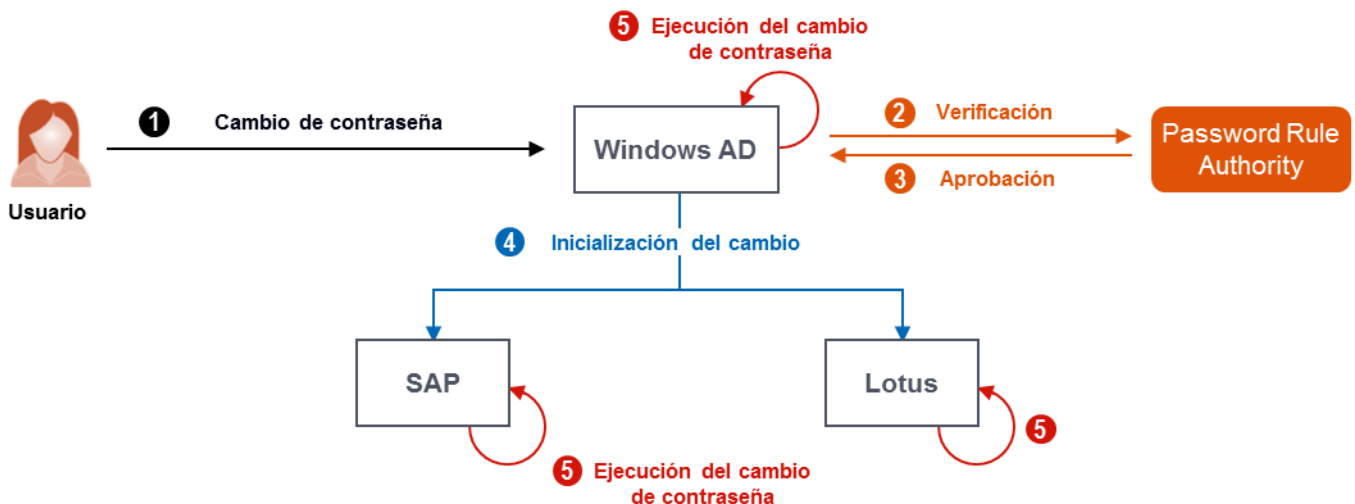 5 Ejecución del cambio
de contraseña
1 Cambio de contraseña
Usuario
Windows AD
2 Verificación
3 Aprobación
Password Rule
Authority
4 Inicialización del cambio
SAP
Lotus
5 Ejecución del cambio
de contraseña
5